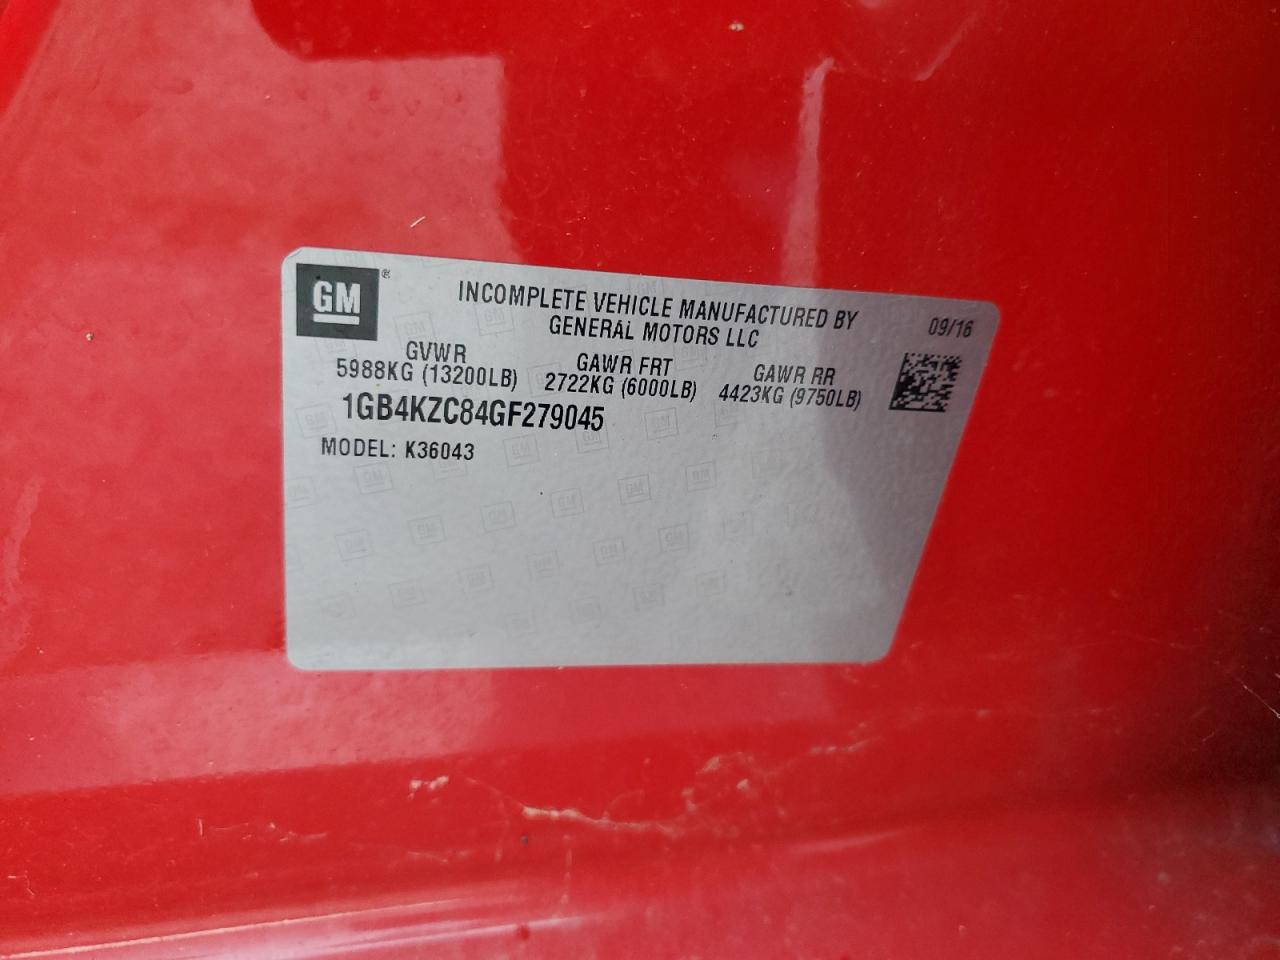 GM ®
INCOMPLETE VEHICLE MANUFACTURED BY
GENERAL MOTORS LLC
09/16
GVWR GAWR FRT GAWR RR
5988KG (13200LB) 2722KG (6000LB) 4423KG (9750LB)
1GB4KZC84GF279045
MODEL: K36043